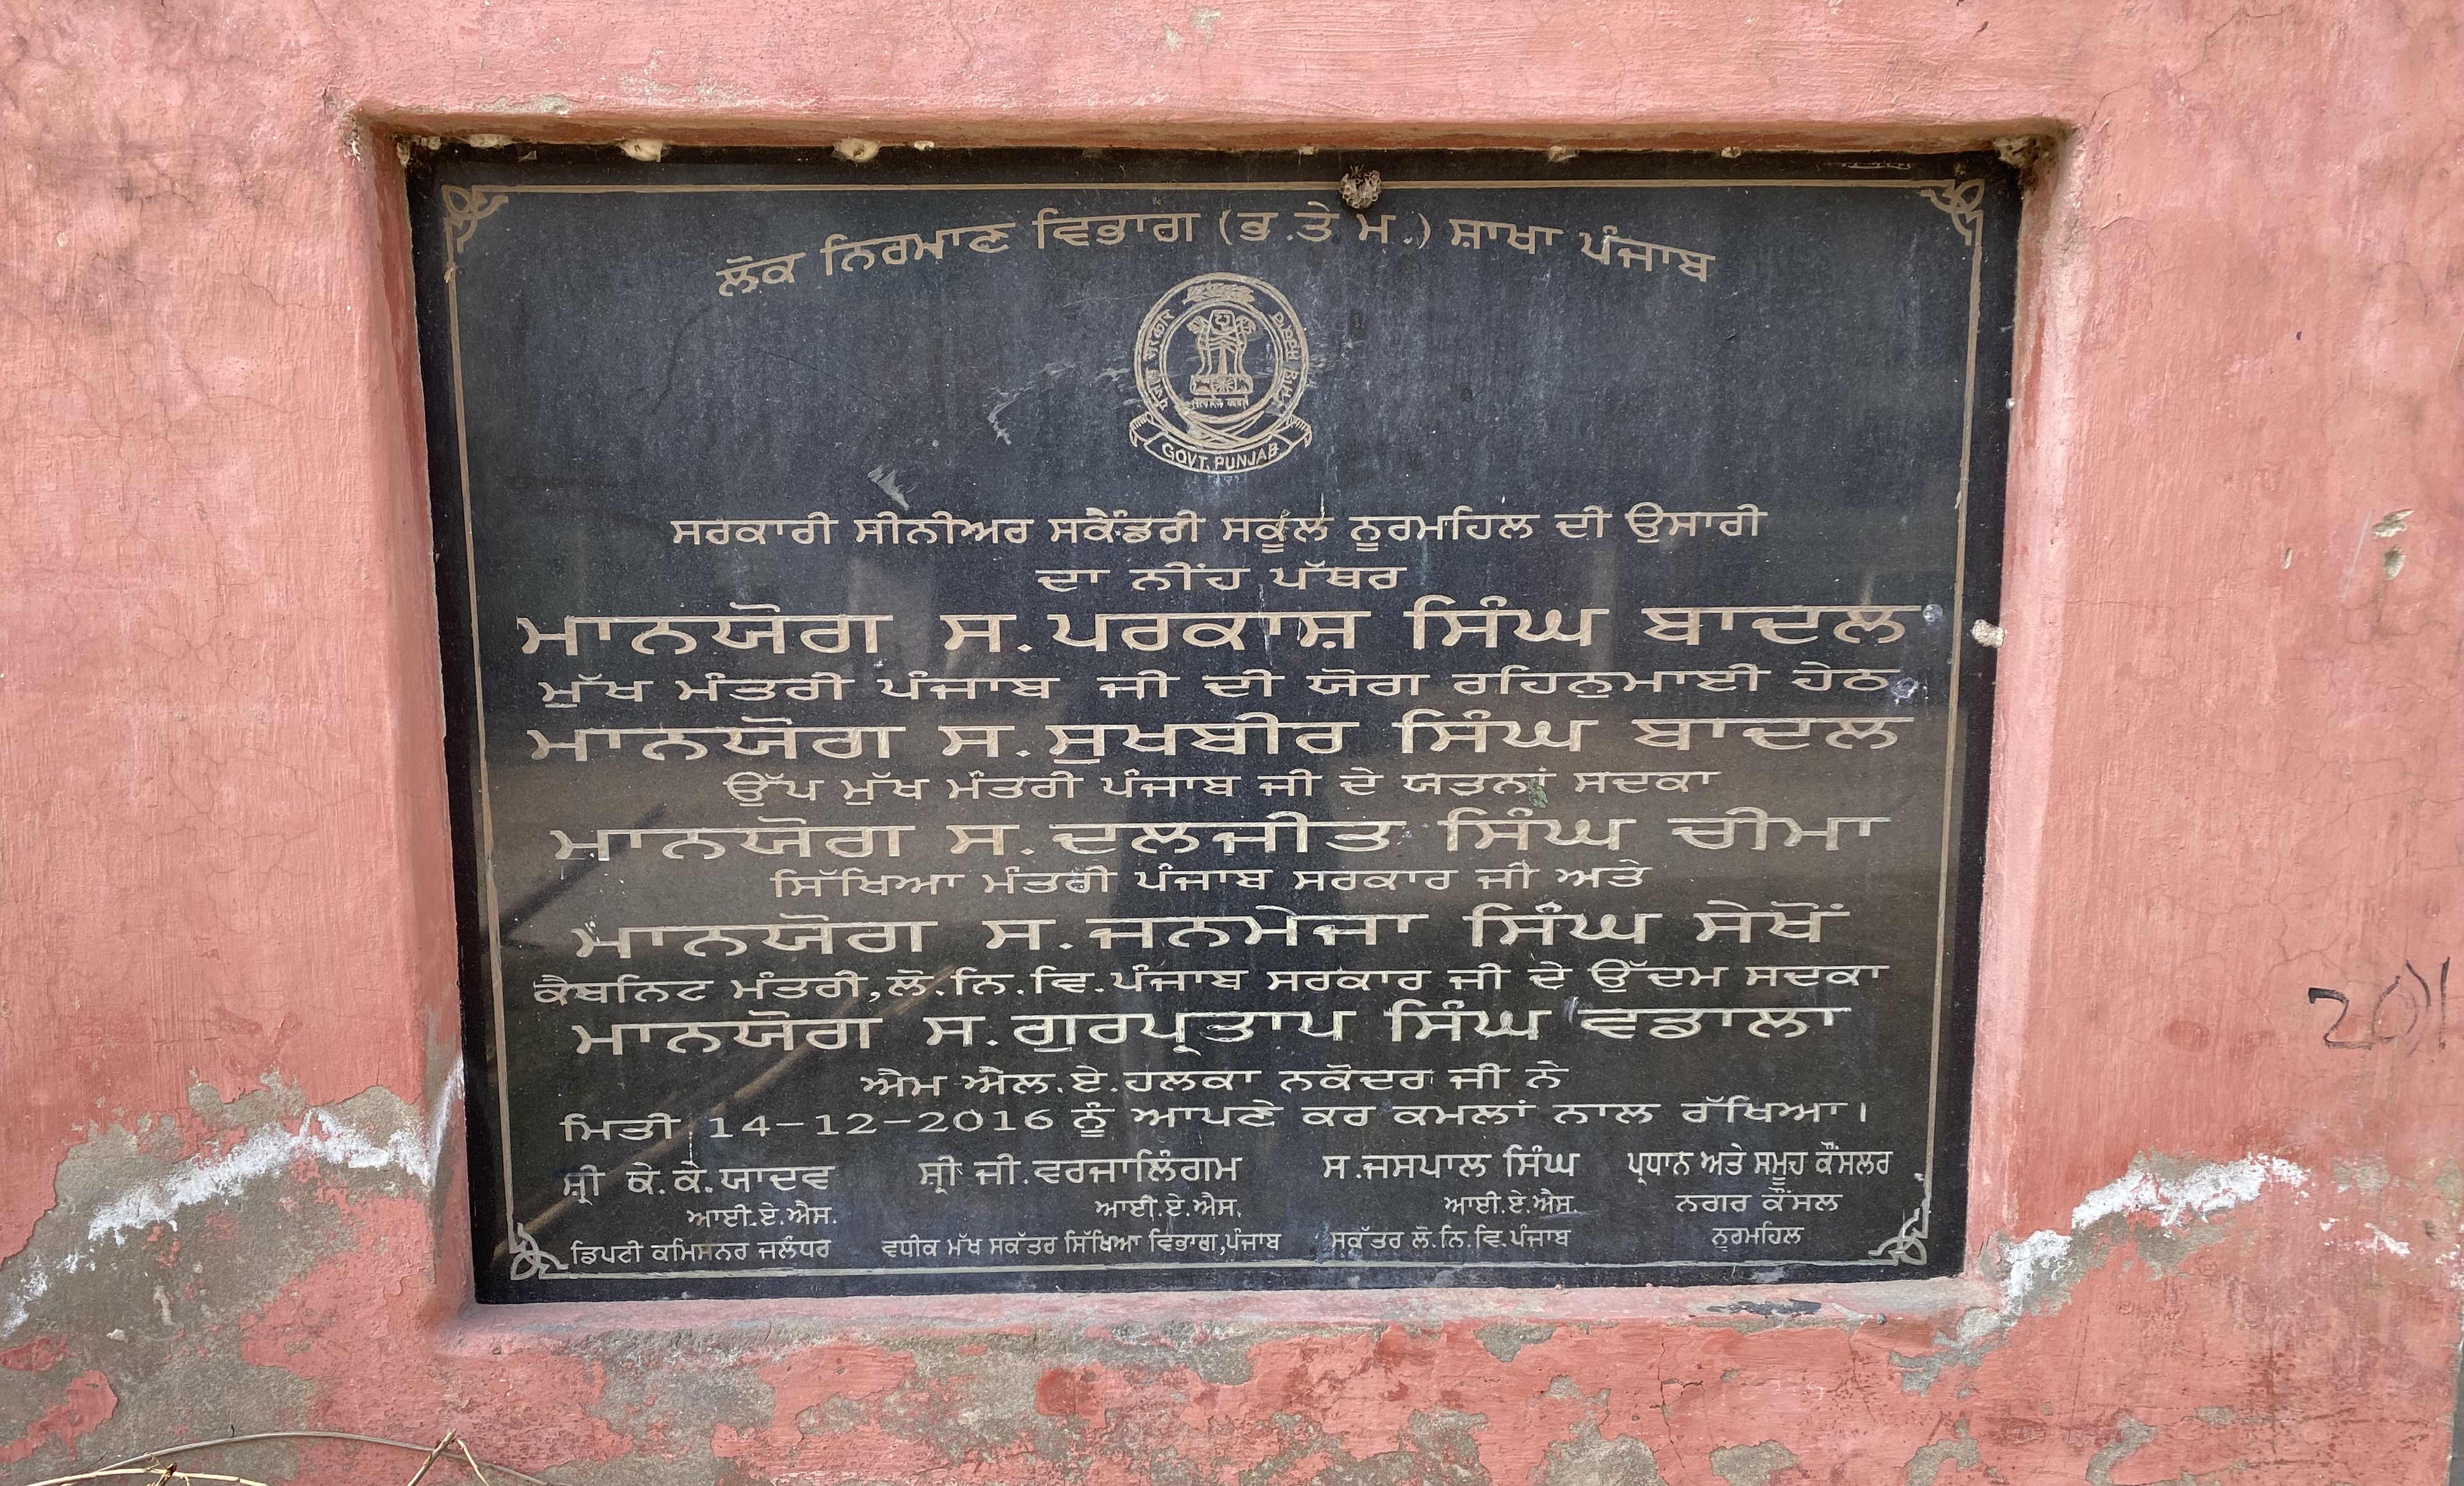 ਲੋਕ ਨਿਰਮਾਣ ਵਿਭਾਗ (ਭ.ਤੇ ਮ.) ਸ਼ਾਖਾ ਪੰਜਾਬ
GOVT. PUNJAB
ਸਰਕਾਰੀ ਸੀਨੀਅਰ ਸਕੈਂਡਰੀ ਸਕੂਲ ਨੂਰਮਹਿਲ ਦੀ ਉਸਾਰੀ
ਦਾ ਨੀਂਹ ਪੱਥਰ
ਮਾਨਯੋਗ ਸ.ਪਰਕਾਸ਼ ਸਿੰਘ ਬਾਦਲ
ਮੁੱਖ ਮੰਤਰੀ ਪੰਜਾਬ ਜੀ ਦੀ ਯੋਗ ਰਹਿਨੁਮਾਈ ਹੇਠ
ਮਾਨਯੋਗ ਸ.ਸੁਖਬੀਰ ਸਿੰਘ ਬਾਦਲ
ਉੱਪ ਮੁੱਖ ਮੰਤਰੀ ਪੰਜਾਬ ਜੀ ਦੇ ਯਤਨਾਂ ਸਦਕਾ
ਮਾਨਯੋਗ ਸ.ਦਲਜੀਤ ਸਿੰਘ ਚੀਮਾ
ਸਿੱਖਿਆ ਮੰਤਰੀ ਪੰਜਾਬ ਸਰਕਾਰ ਜੀ ਅਤੇ
ਮਾਨਯੋਗ ਸ.ਜਨਮੇਜਾ ਸਿੰਘ ਸੇਖੋਂ
ਕੈਬਨਿਟ ਮੰਤਰੀ,ਲੋ.ਨਿ.ਵਿ.ਪੰਜਾਬ ਸਰਕਾਰ ਜੀ ਦੇ ਉੱਦਮ ਸਦਕਾ
ਮਾਨਯੋਗ ਸ.ਗੁਰਪ੍ਰਤਾਪ ਸਿੰਘ ਵਡਾਲਾ
ਐਮ ਐਲ.ਏ.ਹਲਕਾ ਨਕੋਦਰ ਜੀ ਨੇ
ਮਿਤੀ 14-12-2016 ਨੂੰ ਆਪਣੇ ਕਰ ਕਮਲਾਂ ਨਾਲ ਰੱਖਿਆ।
ਸ਼੍ਰੀ ਕੇ.ਕੇ.ਯਾਦਵ ਸ਼੍ਰੀ ਜੀ.ਵਰਜਾਲਿੰਗਮ ਸ.ਜਸਪਾਲ ਸਿੰਘ ਪ੍ਰਧਾਨ ਅਤੇ ਸਮੂਹ ਕੌਂਸਲਰ
ਆਈ.ਏ.ਐਸ. ਆਈ.ਏ.ਐਸ. ਆਈ.ਏ.ਐਸ. ਨਗਰ ਕੌਂਸਲ
ਡਿਪਟੀ ਕਮਿਸਨਰ ਜਲੰਧਰ ਵਧੀਕ ਮੱਖ ਸਕੱਤਰ ਸਿੱਖਿਆ ਵਿਭਾਗ,ਪੰਜਾਬ ਸਕੱਤਰ ਲੋ.ਨਿ.ਵਿ.ਪੰਜਾਬ ਨੂਰਮਹਿਲ